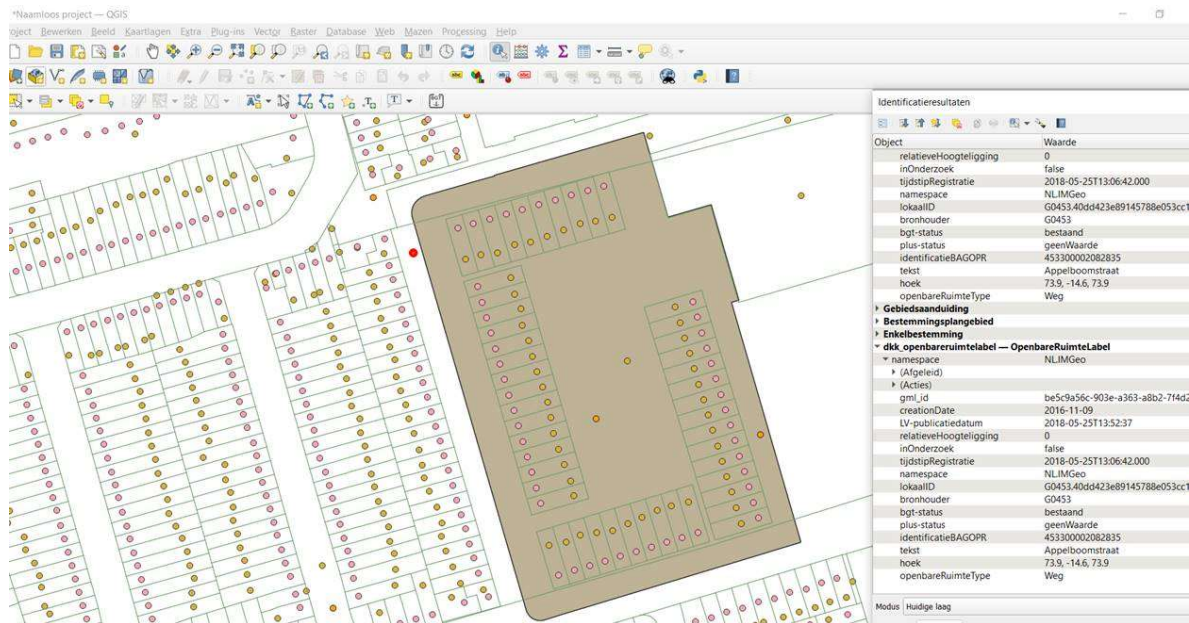 *Naamloos project — QGIS
oject Bewerken Beeld Kaartlagen Extra Plug-ins Vector Raster Database Web Mazen Processing Help
Identificatieresultaten
Object Waarde
relatieveHoogteligging 0
inOnderzoek false
tijdstipRegistratie 2018-05-25T13:06:42.000
namespace NL.IMGeo
lokaalID G0453.40dd423e89145788e053cc1
bronhouder G0453
bgt-status bestaand
plus-status geenWaarde
identificatieBAGOPR 453300002082835
tekst Appelboomstraat
hoek 73.9, -14.6, 73.9
openbareRuimteType Weg
Gebiedsaanduiding
Bestemmingsplangebied
Enkelbestemming
dkk_openbareruimtelabel — OpenbareRuimteLabel
namespace NL.IMGeo
(Afgeleid)
(Acties)
gml_id be5c9a56c-903e-a363-a8b2-7f4d2
creationDate 2016-11-09
LV-publicatiedatum 2018-05-25T13:52:37
relatieveHoogteligging 0
inOnderzoek false
tijdstipRegistratie 2018-05-25T13:06:42.000
namespace NL.IMGeo
lokaalID G0453.40dd423e89145788e053cc1
bronhouder G0453
bgt-status bestaand
plus-status geenWaarde
identificatieBAGOPR 453300002082835
tekst Appelboomstraat
hoek 73.9, -14.6, 73.9
openbareRuimteType Weg
Modus Huidige laag